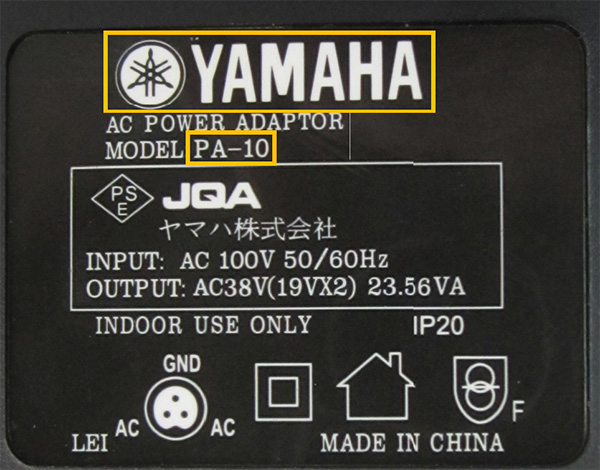 YAMAHA
AC POWER ADAPTOR
MODEL PA-10
PS
E
JQA
ヤマハ株式会社
INPUT: AC 100V 50/60Hz
OUTPUT: AC38V(19VX2) 23.56VA
INDOOR USE ONLY IP20
GND
AC AC
F
LEI MADE IN CHINA